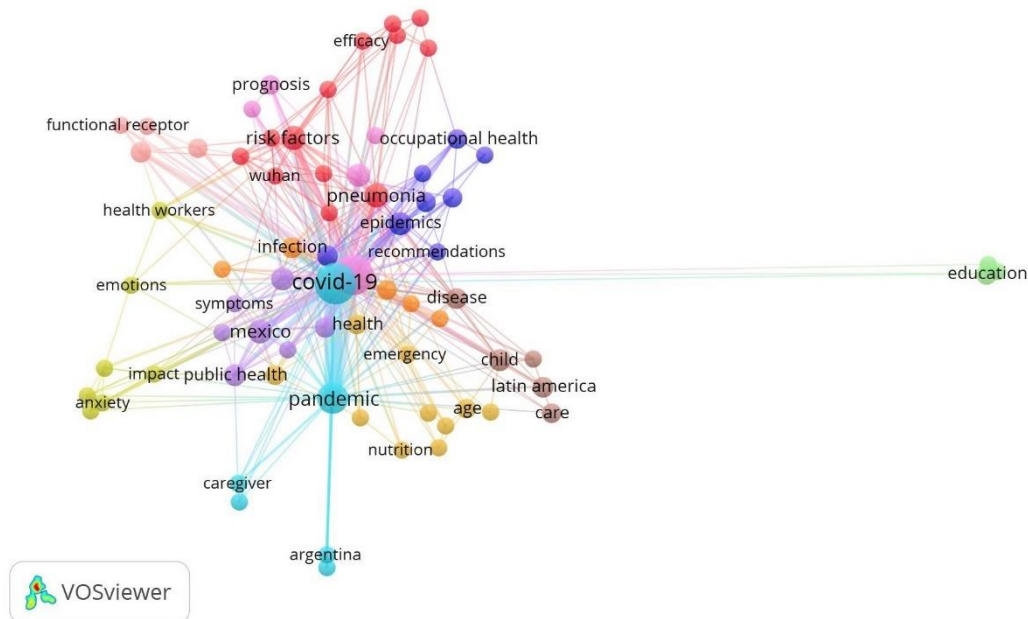 efficacy
prognosis
functional receptor
risk factors
occupational health
wuhan
pneumonia
health workers
epidemics
infection
recommendations
covid-19
education
emotions
symptoms
disease
mexico
health
emergency
child
impact
public health
latin america
anxiety
pandemic
age
care
nutrition
caregiver
argentina
VOSviewer